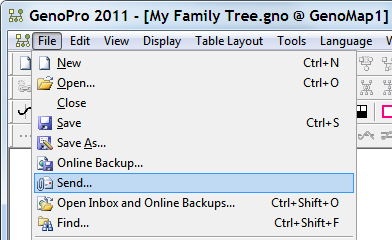 GenoPro 2011 - [My Family Tree.gno @ GenoMap1]
File Edit View Display Table Layout Tools Language
New Ctrl+N
Open... Ctrl+O
Close
Save Ctrl+S
Save As...
Online Backup...
Send...
Open Inbox and Online Backups... Ctrl+Shift+O
Find... Ctrl+Shift+F